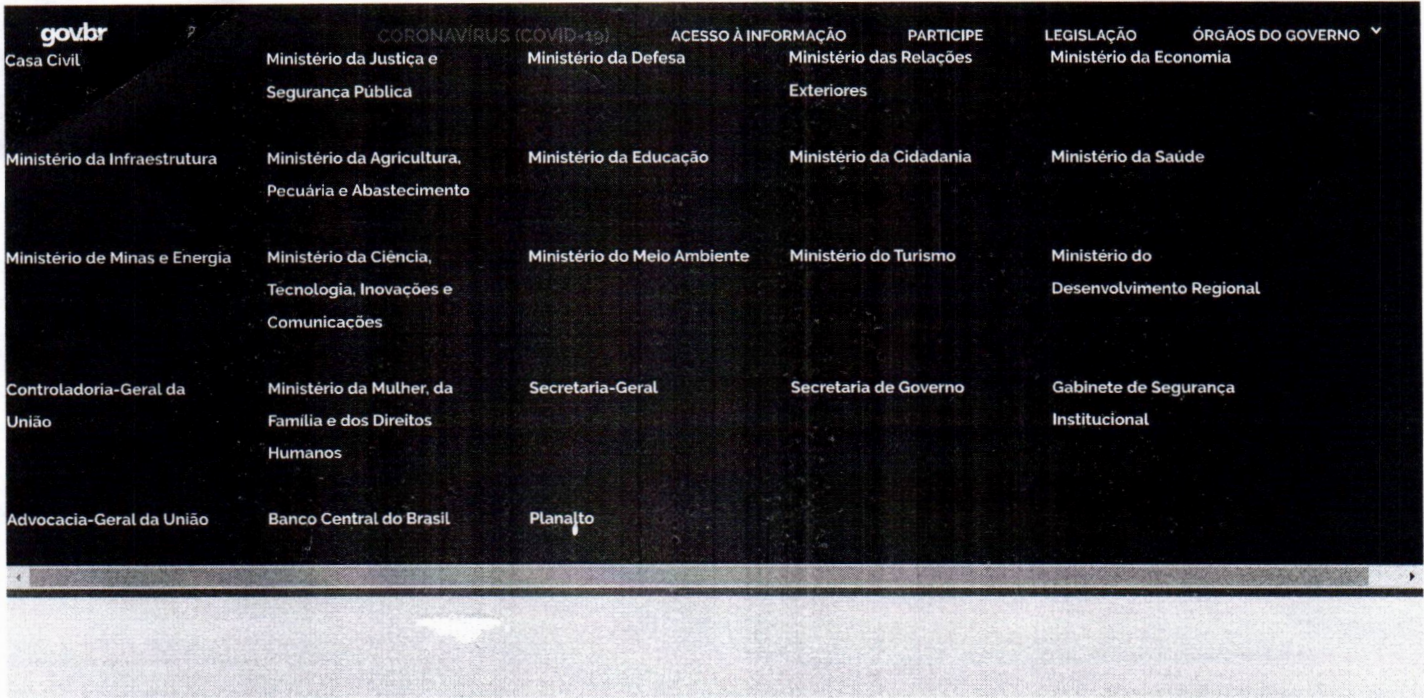 gov.br CORONAVÍRUS (COVID-19) ACESSO À INFORMAÇÃO PARTICIPE LEGISLAÇÃO ÓRGÃOS DO GOVERNO
Casa Civil
Ministério da Justiça e
Segurança Pública
Ministério da Defesa
Ministério das Relações
Exteriores
Ministério da Economia
Ministério da Infraestrutura
Ministério da Agricultura,
Pecuária e Abastecimento
Ministério da Educação
Ministério da Cidadania
Ministério da Saúde
Ministério de Minas e Energia
Ministério da Ciência,
Tecnologia, Inovações e
Comunicações
Ministério do Meio Ambiente
Ministério do Turismo
Ministério do
Desenvolvimento Regional
Controladoria-Geral da
União
Ministério da Mulher, da
Família e dos Direitos
Humanos
Secretaria-Geral
Secretaria de Governo
Gabinete de Segurança
Institucional
Advocacia-Geral da União
Banco Central do Brasil
Planalto